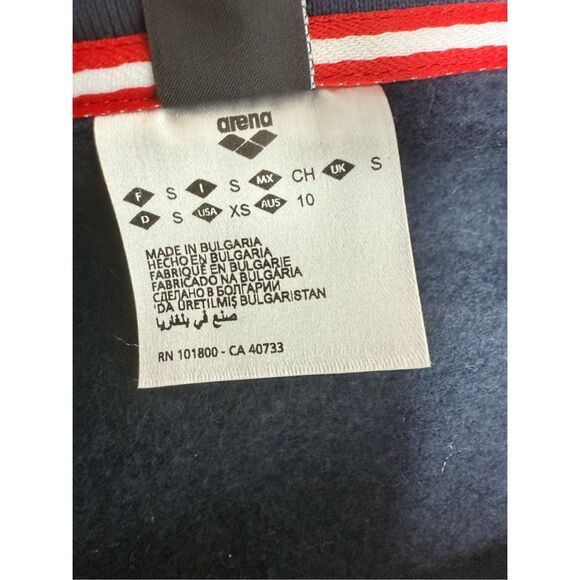 arena
F S I S MX CH UK S
D S USA XS AUS 10
MADE IN BULGARIA
HECHO EN BULGARIA
FABRIQUÉ EN BULGARIE
FABRICADO NA BULGARIA
СДЕЛАНО В БОЛГАРИИ
'DA ÜRETILMIŞ BULGARISTAN
صنع في بلغاريا
RN 101800 - CA 40733